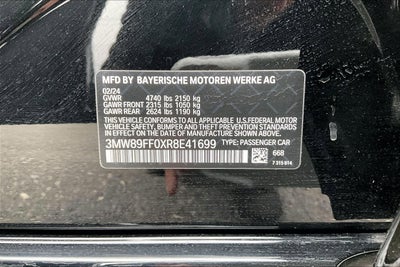 MFD BY BAYERISCHE MOTOREN WERKE AG
02/24
GVWR 4740 lbs 2150 kg
GAWR FRONT 2315 lbs 1050 kg
GAWR REAR 2624 lbs 1190 kg
THIS VEHICLE CONFORMS TO ALL APPLICABLE U.S. FEDERAL MOTOR
VEHICLE SAFETY, BUMPER AND THEFT PREVENTION STANDARDS
IN EFFECT ON THE DATE OF MANUFACTURE SHOWN ABOVE.
3MW89FF0XR8E41699 TYPE: PASSENGER CAR
668
7 315 814